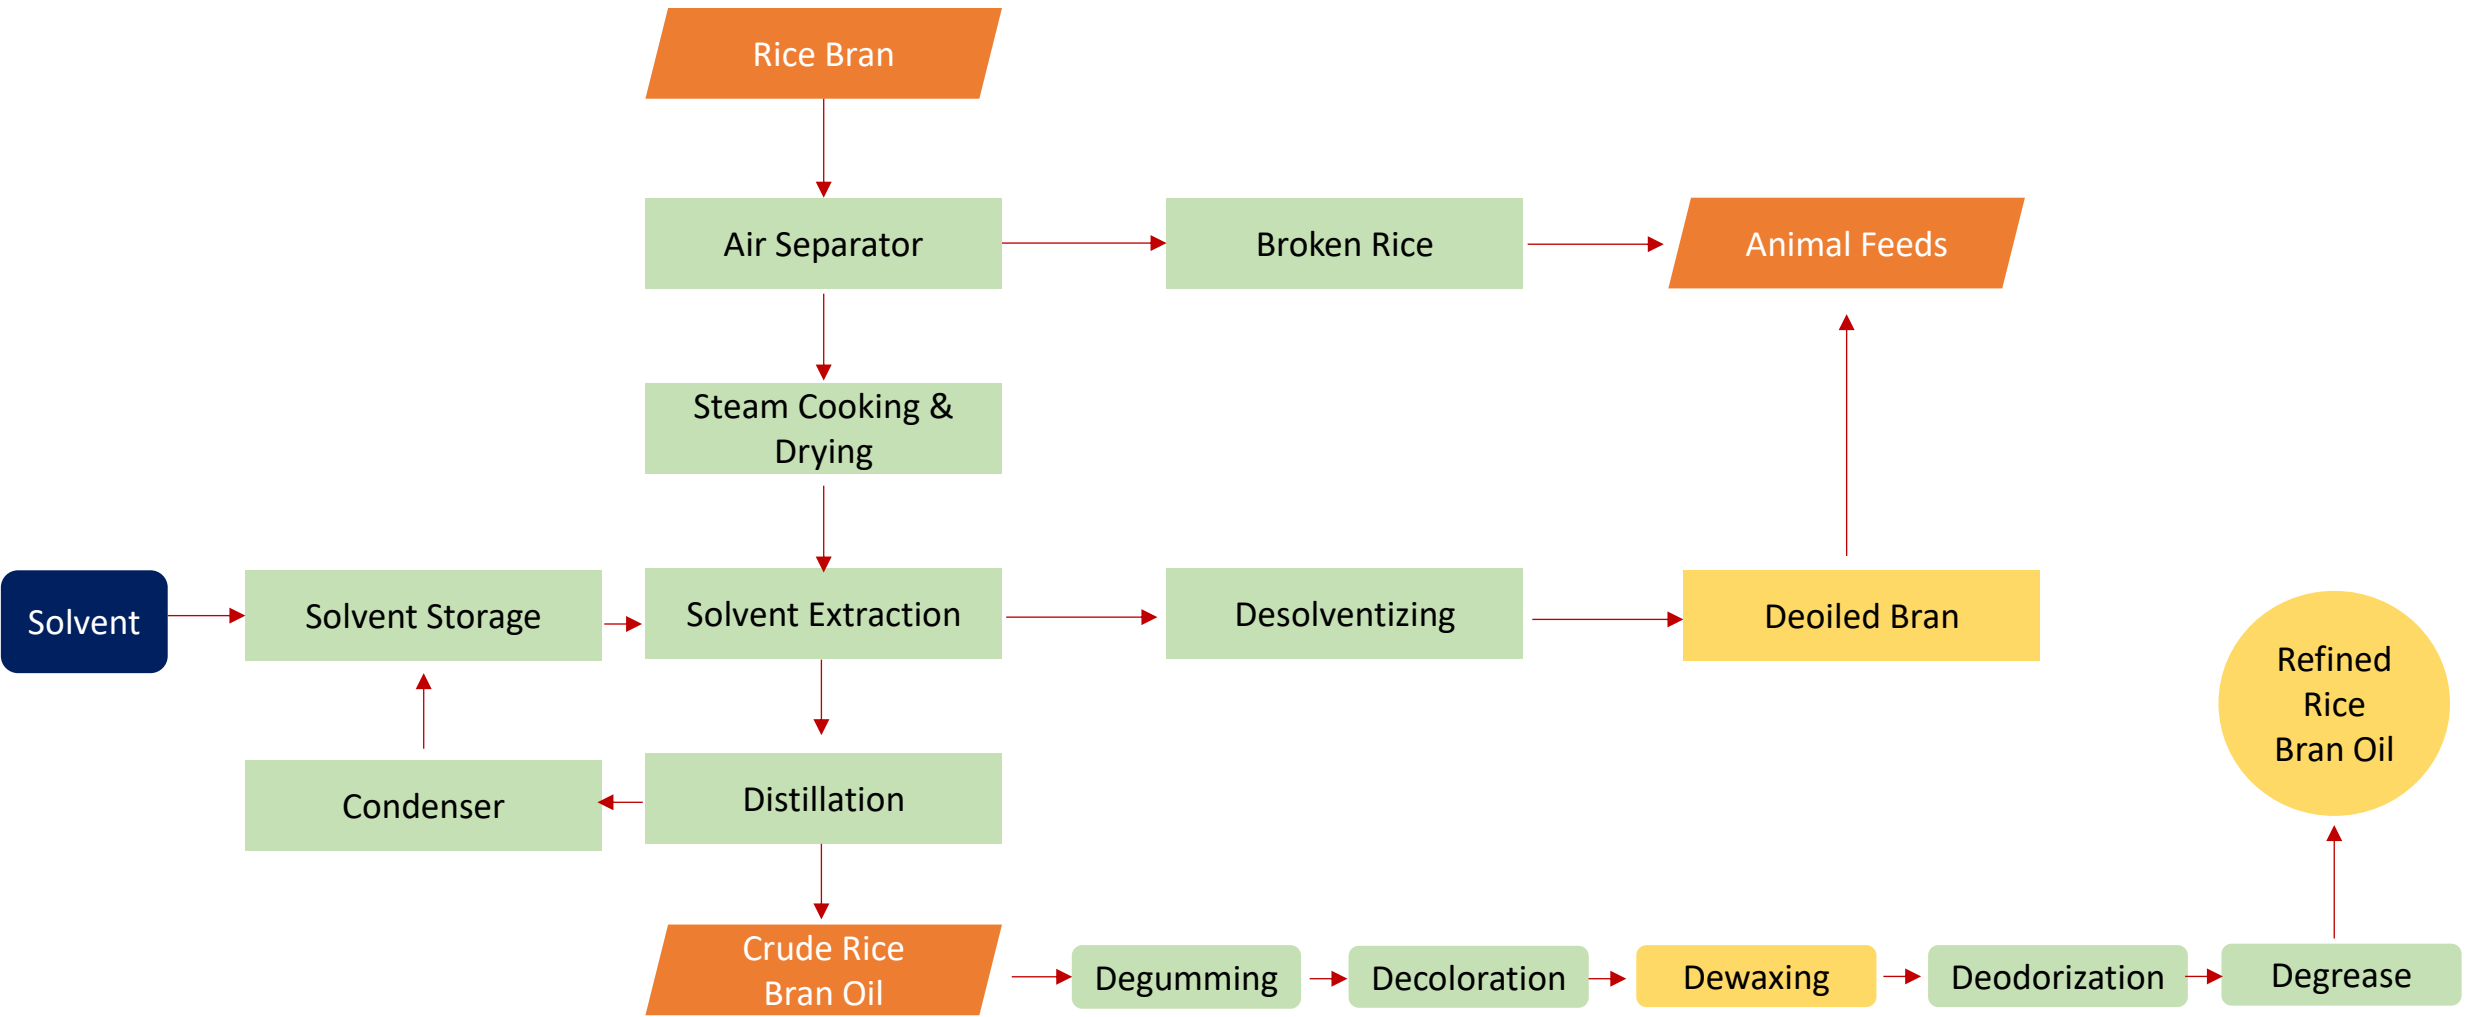 Rice Bran
Air Separator
Broken Rice
Animal Feeds
Steam Cooking &
Drying
Solvent
Solvent Storage
Solvent Extraction
Desolventizing
Deoiled Bran
Refined
Rice
Bran Oil
Condenser
Distillation
Crude Rice
Bran Oil
Degumming
Decoloration
Dewaxing
Deodorization
Degrease